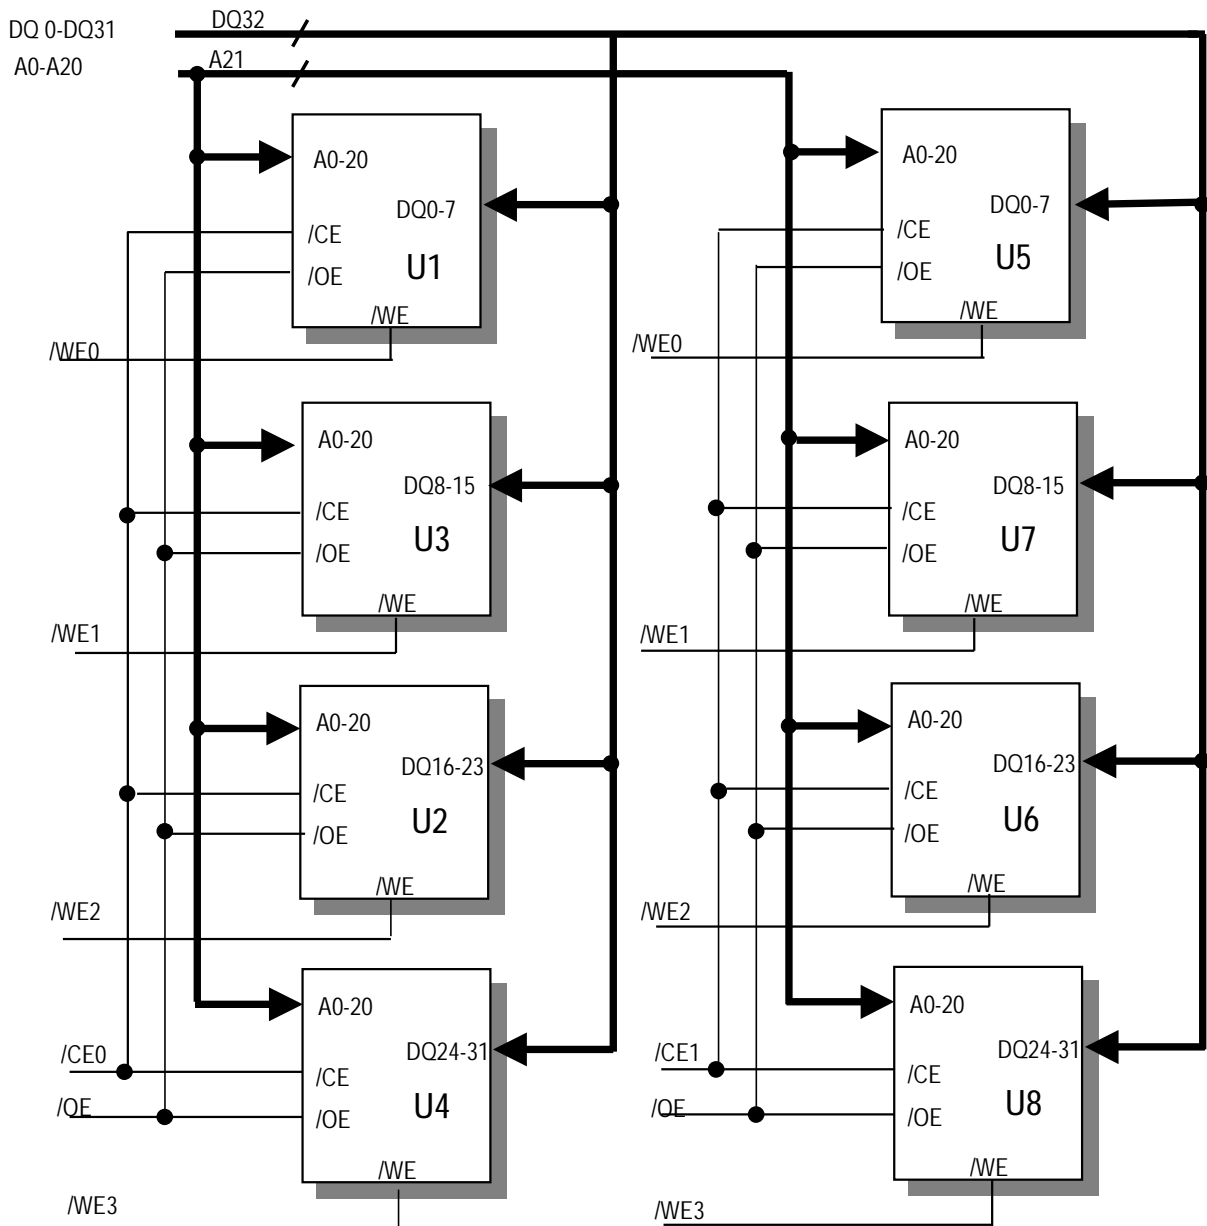 DQ 0-DQ31
DQ32
A0-A20
A21
A0-20
DQ0-7
/CE
U1
/OE
/WE
/WE0
A0-20
DQ0-7
/CE
U5
/OE
/WE
/WE0
A0-20
DQ8-15
/CE
U3
/OE
/WE
/WE1
A0-20
DQ8-15
/CE
U7
/OE
/WE
/WE1
A0-20
DQ16-23
/CE
U2
/OE
/WE
/WE2
A0-20
DQ16-23
/CE
U6
/OE
/WE
/WE2
A0-20
DQ24-31
/CE0
/CE
U4
/OE
/OE
/WE
/WE3
A0-20
DQ24-31
/CE1
/CE
U8
/OE
/OE
/WE
/WE3